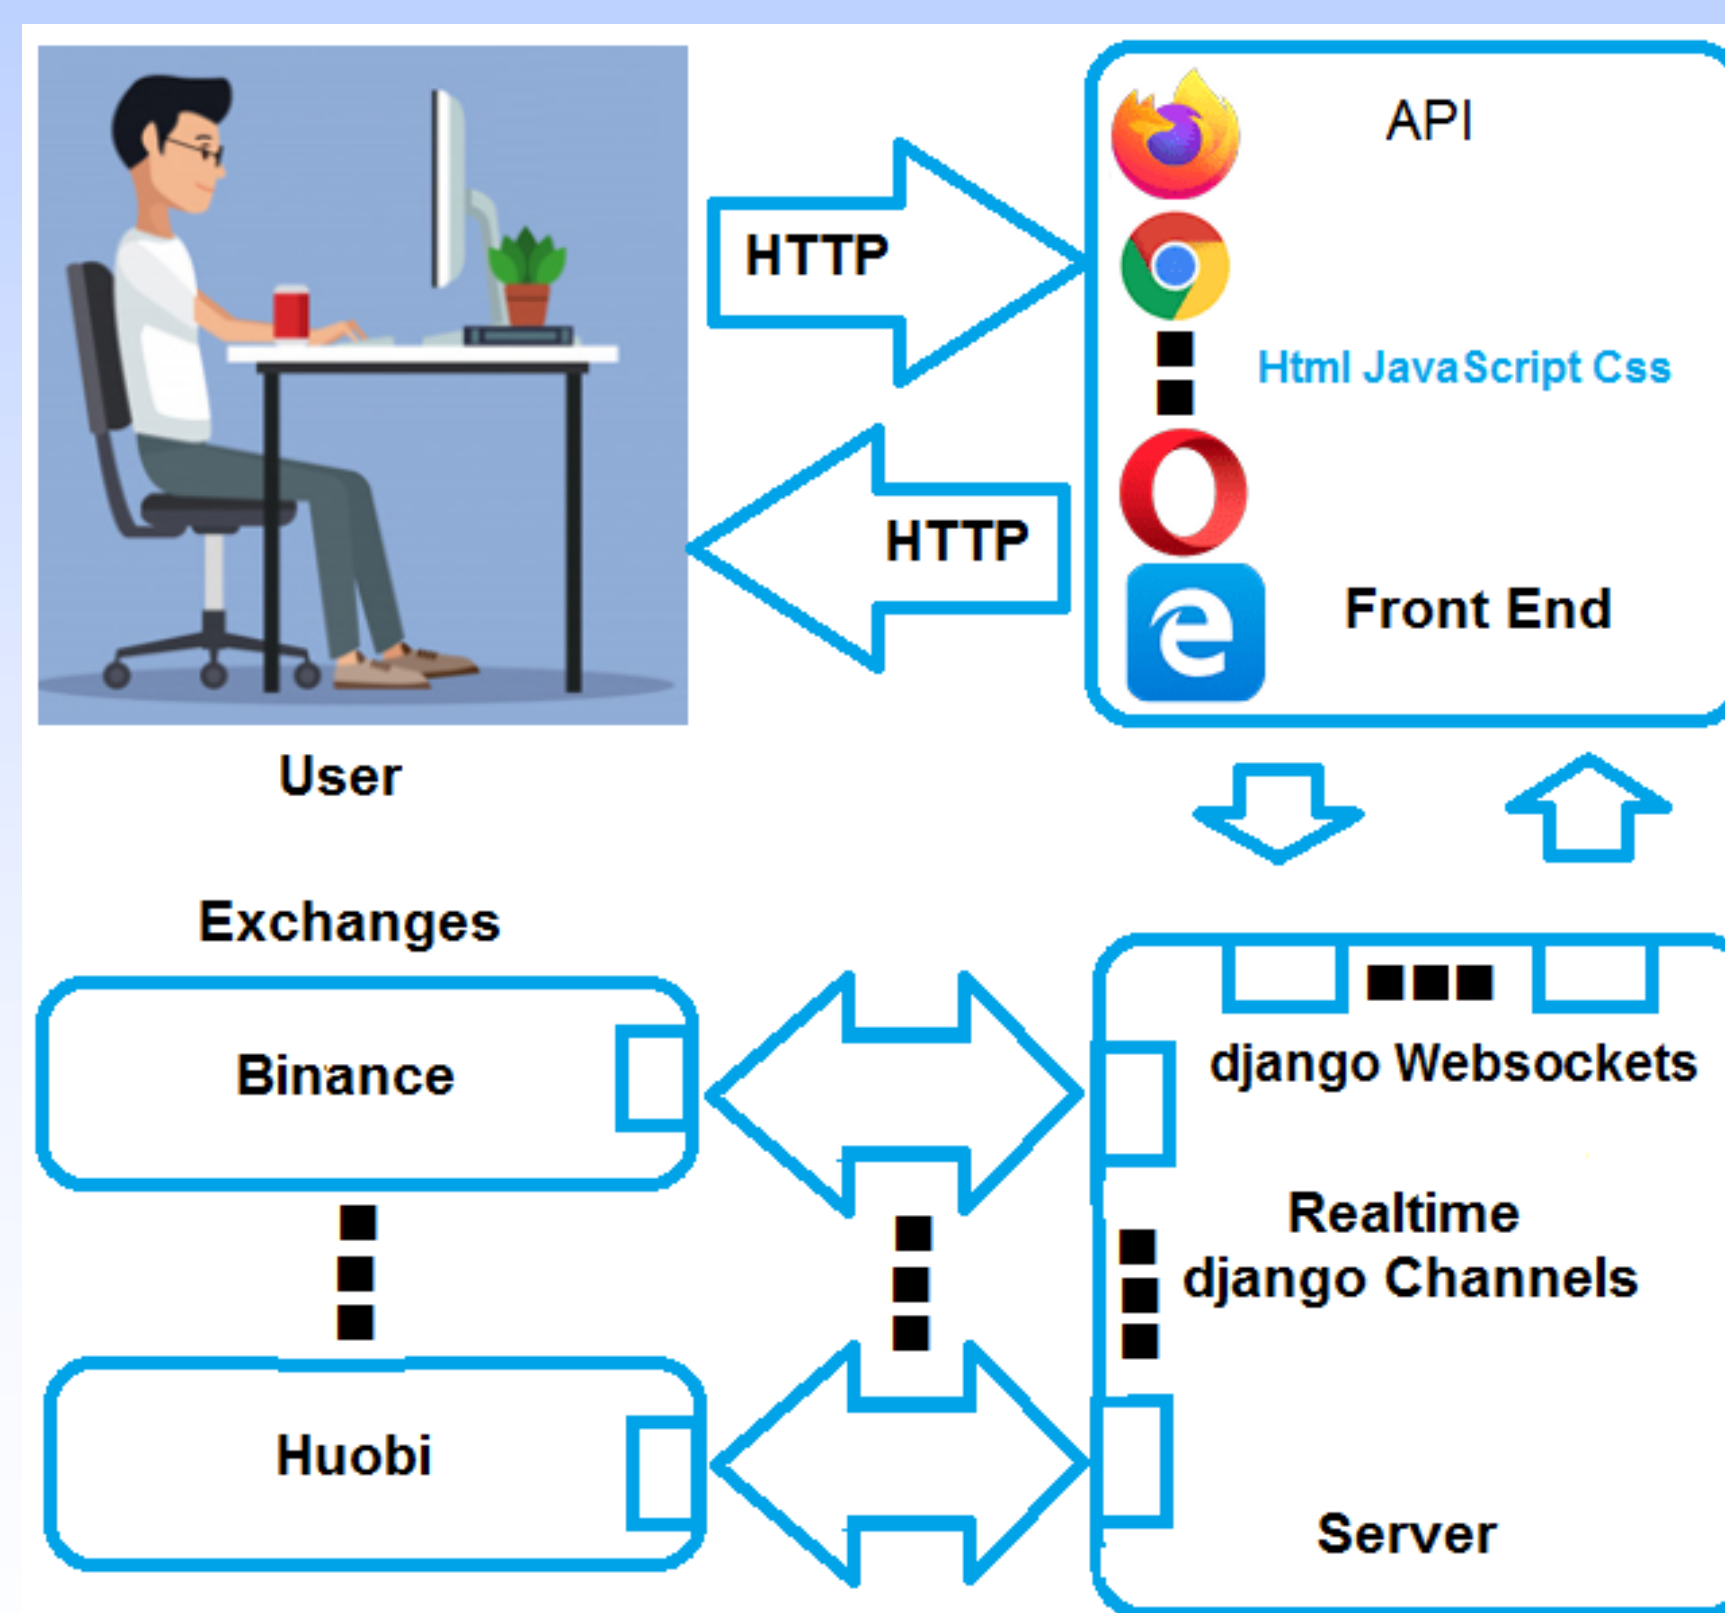 API
HTTP
Html JavaScript Css
HTTP
Front End
User
Exchanges
Binance
django Websockets
Realtime
django Channels
Huobi
Server